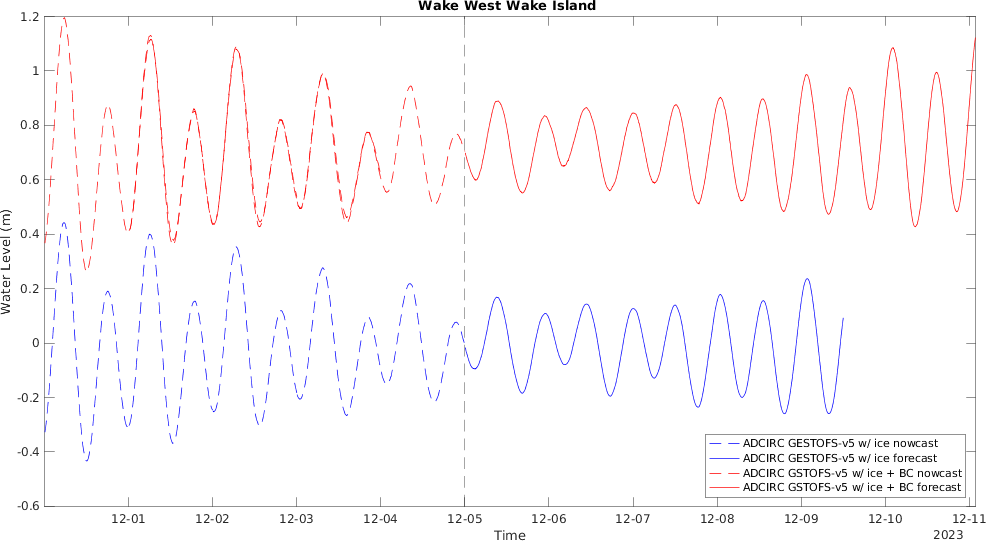 Wake West Wake Island
1.2
1
0.8
0.6
0.4
0.2
0
-0.2
-0.4
-0.6
Water Level (m)
12-01 12-02 12-03 12-04 12-05 12-06 12-07 12-08 12-09 12-10 12-11
Time
2023
ADCIRC GESTOFS-v5 w/ ice nowcast
ADCIRC GESTOFS-v5 w/ ice forecast
ADCIRC GSTOFS-v5 w/ ice + BC nowcast
ADCIRC GSTOFS-v5 w/ ice + BC forecast